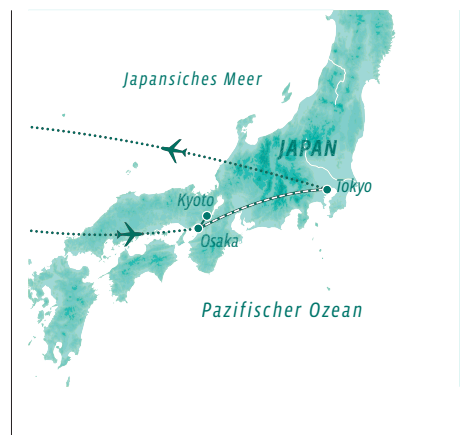 Japansiches Meer
JAPAN
Tokyo
Kyoto
Osaka
Pazifischer Ozean